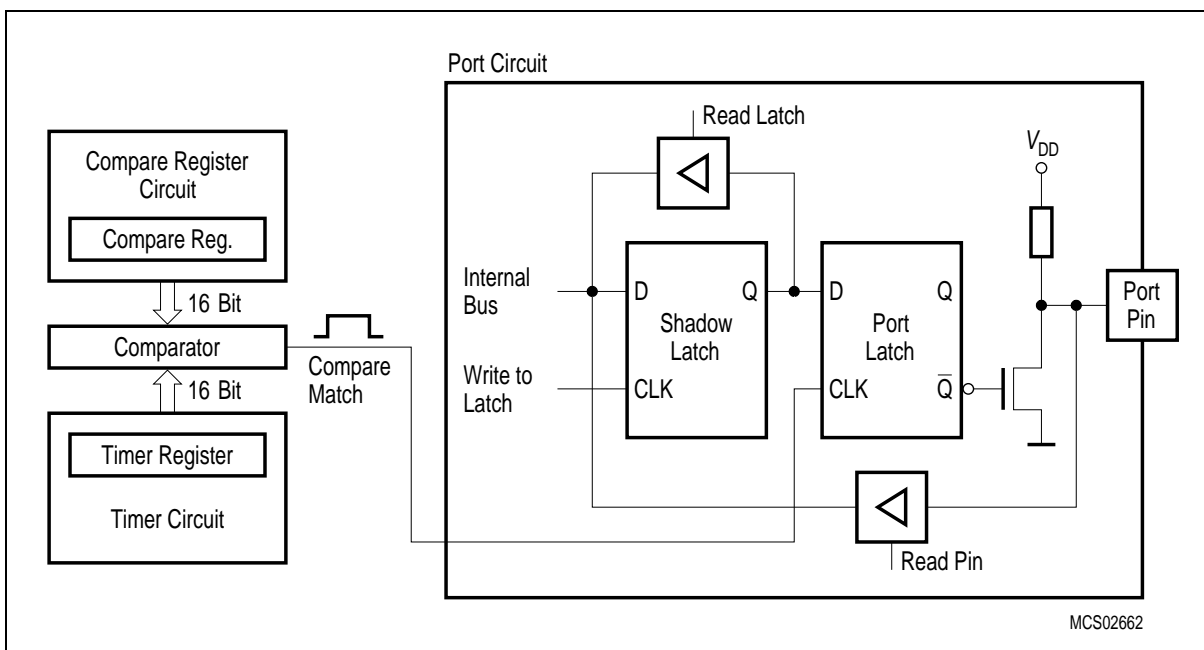 Port Circuit
Compare Register
Circuit
Compare Reg.
16 Bit
Comparator
16 Bit
Timer Register
Timer Circuit
Compare
Match
Read Latch
VDD
Internal
Bus
D
Q
Shadow
Latch
Write to
Latch
CLK
D
Q
Port
Latch
CLK
Q̅
Port
Pin
Read Pin
MCS02662